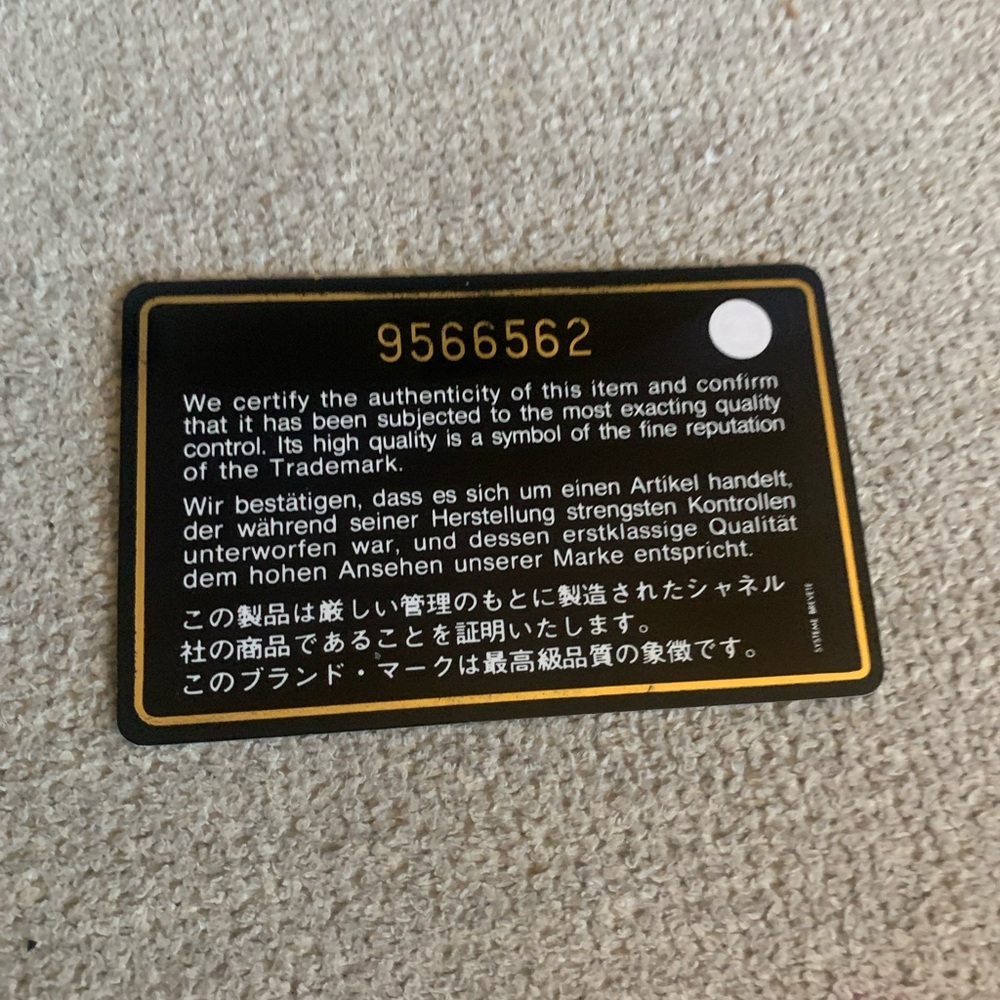 9566562
We certify the authenticity of this item and confirm
that it has been subjected to the most exacting quality
control. Its high quality is a symbol of the fine reputation
of the Trademark.
Wir bestätigen, dass es sich um einen Artikel handelt,
der während seiner Herstellung strengsten Kontrollen
unterworfen war, und dessen erstklassige Qualität
dem hohen Ansehen unserer Marke entspricht.
この製品は厳しい管理のもとに製造されたシャネル
社の商品であることを証明いたします。
このブランド・マークは最高級品質の象徴です。
SYSTEME BREVETE